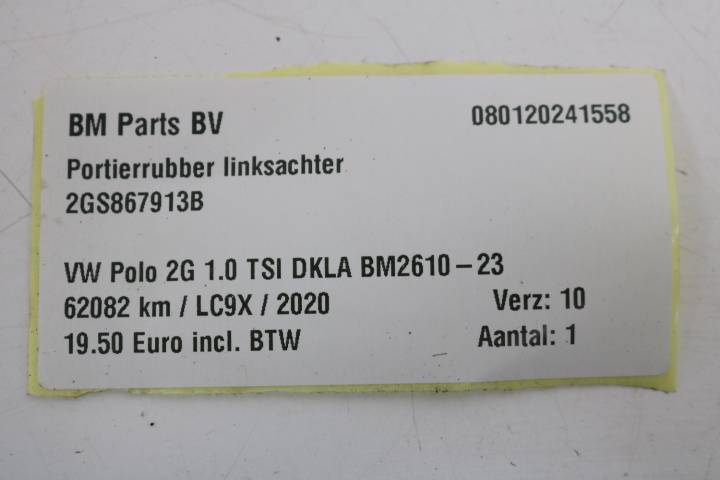 BM Parts BV 080120241558
Portierrubber linksachter
2GS867913B
VW Polo 2G 1.0 TSI DKLA BM2610-23
62082 km / LC9X / 2020 Verz: 10
19.50 Euro incl. BTW Aantal: 1